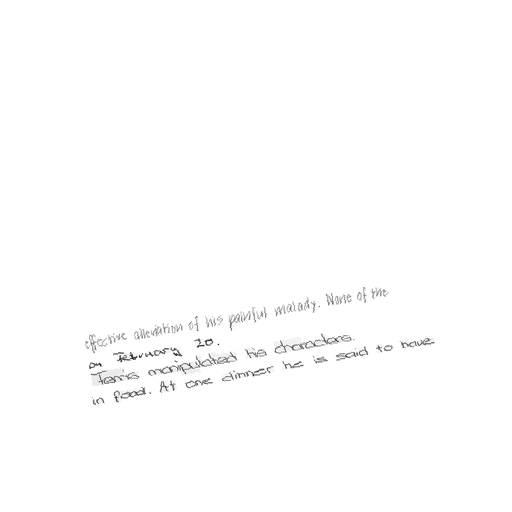 effective alleviation of his painful malady. None of the
on February 20.
manipulated his characters.
in food. At one dinner he is said to have